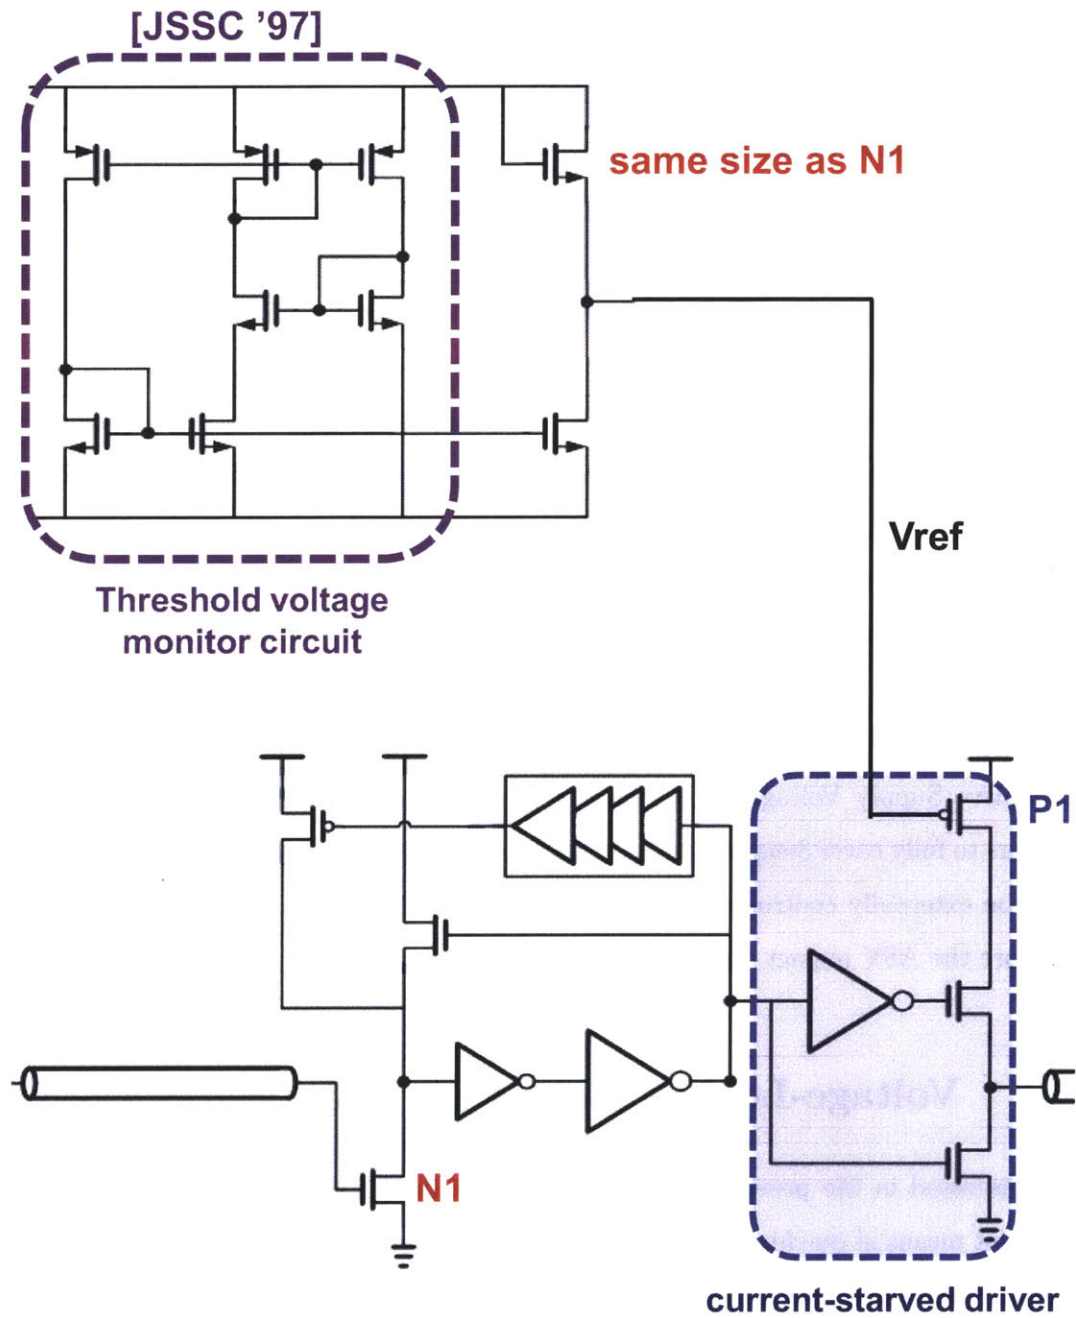 [JSSC ’97]
same size as N1
Vref
Threshold voltage
monitor circuit
P1
N1
current-starved driver